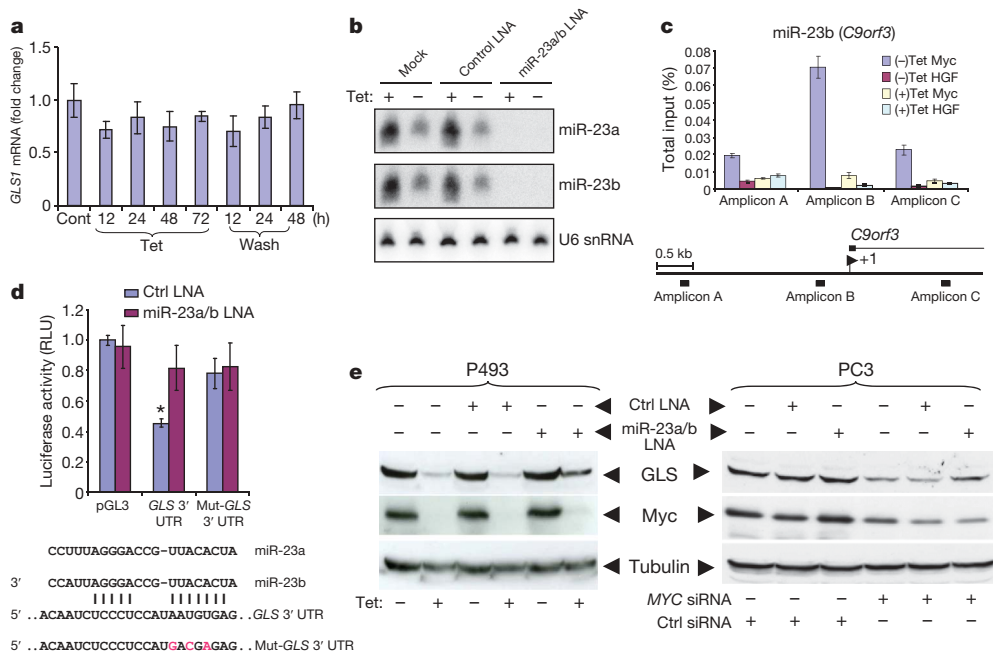 a
GLS1 mRNA (fold change)
1.5
1.0
0.5
0
Cont 12 24 48 72 12 24 48 (h)
Tet Wash
b
Mock Control LNA miR-23a/b LNA
Tet: + − + − + −
miR-23a
miR-23b
U6 snRNA
c
miR-23b (C9orf3)
Total input (%)
0.08
0.07
0.06
0.05
0.04
0.03
0.02
0.01
0
(−)Tet Myc
(−)Tet HGF
(+)Tet Myc
(+)Tet HGF
Amplicon A Amplicon B Amplicon C
C9orf3
0.5 kb
+1
Amplicon A Amplicon B Amplicon C
d
Ctrl LNA
miR-23a/b LNA
Luciferase activity (RLU)
1.2
1.0
0.8
0.6
0.4
0.2
0
*
pGL3 GLS 3′ UTR Mut-GLS 3′ UTR
CCUUUAGGGACCG-UUACACUA miR-23a
3′ CCAUUAGGGACCG-UUACACUA miR-23b
5′ ..ACAAUCUCCCUCCAUAAUGUGAG.. GLS 3′ UTR
5′ ..ACAAUCUCCCUCCAUGACGAGAG.. Mut-GLS 3′ UTR
e
P493 PC3
− − + + − − Ctrl LNA − + − − + −
− − − − + + miR-23a/b LNA − − + − − +
GLS
Myc
Tubulin
Tet: − + − + − +
MYC siRNA − − − + + +
Ctrl siRNA + + + − − −